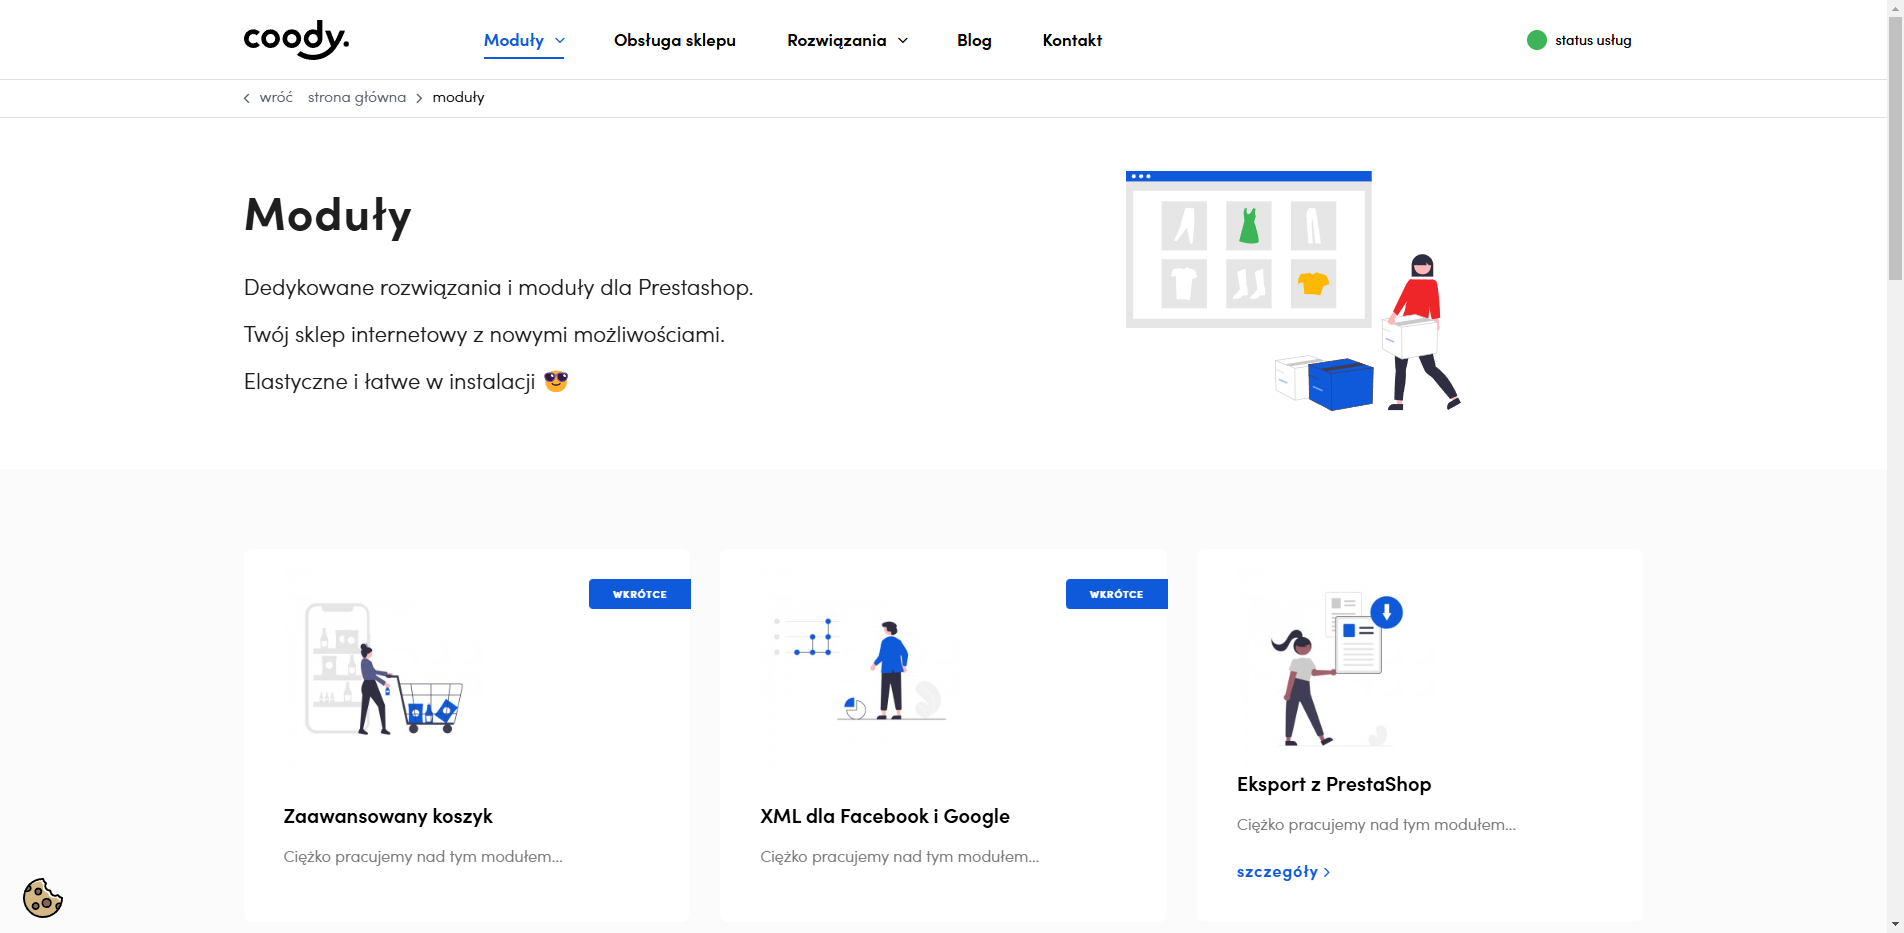 coody.
Moduły
Obsługa sklepu
Rozwiązania
Blog
Kontakt
status usług
wróć
strona główna
moduły
Moduły
Dedykowane rozwiązania i moduły dla Prestashop.
Twój sklep internetowy z nowymi możliwościami.
Elastyczne i łatwe w instalacji 😎
WKRÓTCE
Zaawansowany koszyk
Ciężko pracujemy nad tym modułem...
WKRÓTCE
XML dla Facebook i Google
Ciężko pracujemy nad tym modułem...
Eksport z PrestaShop
Ciężko pracujemy nad tym modułem...
szczegóły